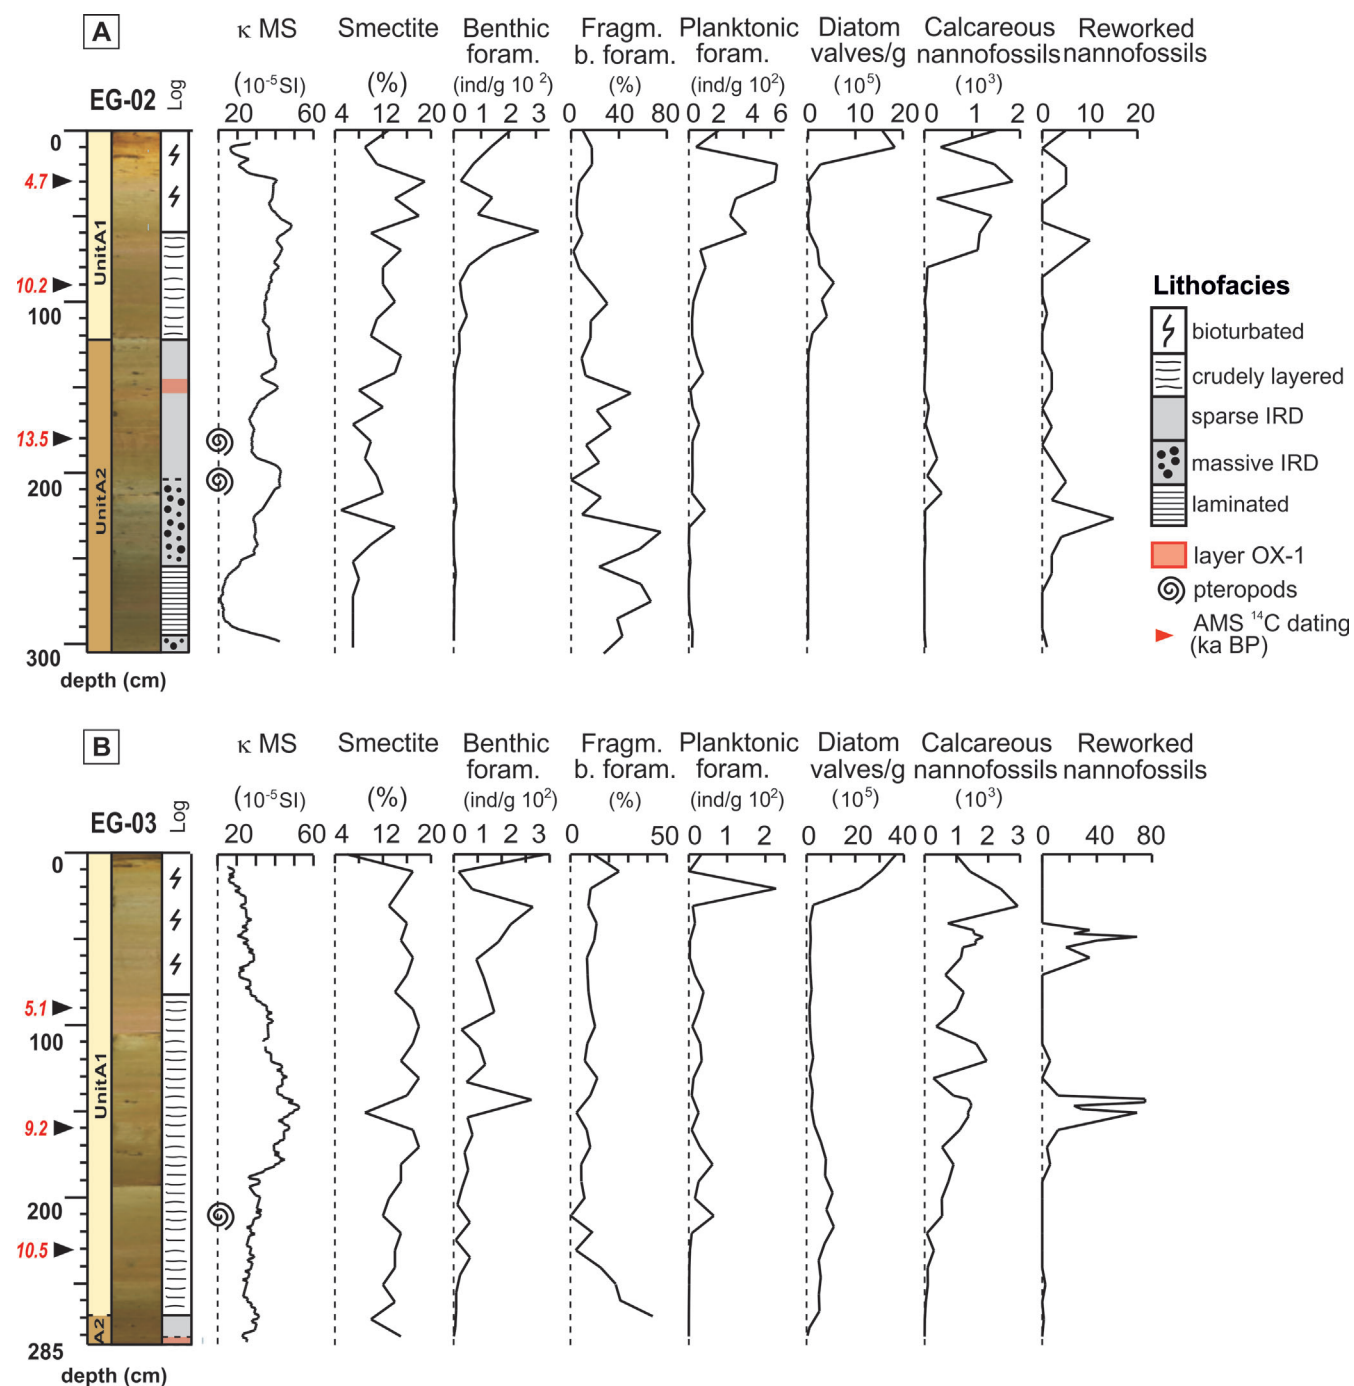 A
κ MS Smectite Benthic foram. Fragm. b. foram. Planktonic foram. Diatom valves/g Calcareous nannofossils Reworked nannofossils
(10⁻⁵SI) (%) (ind/g 10²) (%) (ind/g 10²) (10⁵) (10³)
EG-02 Log
20 60 4 12 20 0 1 2 3 0 40 80 0 2 4 6 0 10 20 0 1 2 0 10 20
0
4.7
UnitA1
10.2
100
13.5
200
UnitA2
300
depth (cm)
Lithofacies
bioturbated
crudely layered
sparse IRD
massive IRD
laminated
layer OX-1
pteropods
AMS ¹⁴C dating
(ka BP)
B
κ MS Smectite Benthic foram. Fragm. b. foram. Planktonic foram. Diatom valves/g Calcareous nannofossils Reworked nannofossils
(10⁻⁵SI) (%) (ind/g 10²) (%) (ind/g 10²) (10⁵) (10³)
EG-03 Log
20 60 4 12 20 0 1 2 3 0 50 0 1 2 0 20 40 0 1 2 3 0 40 80
0
5.1
100
UnitA1
9.2
200
10.5
A2
285
depth (cm)